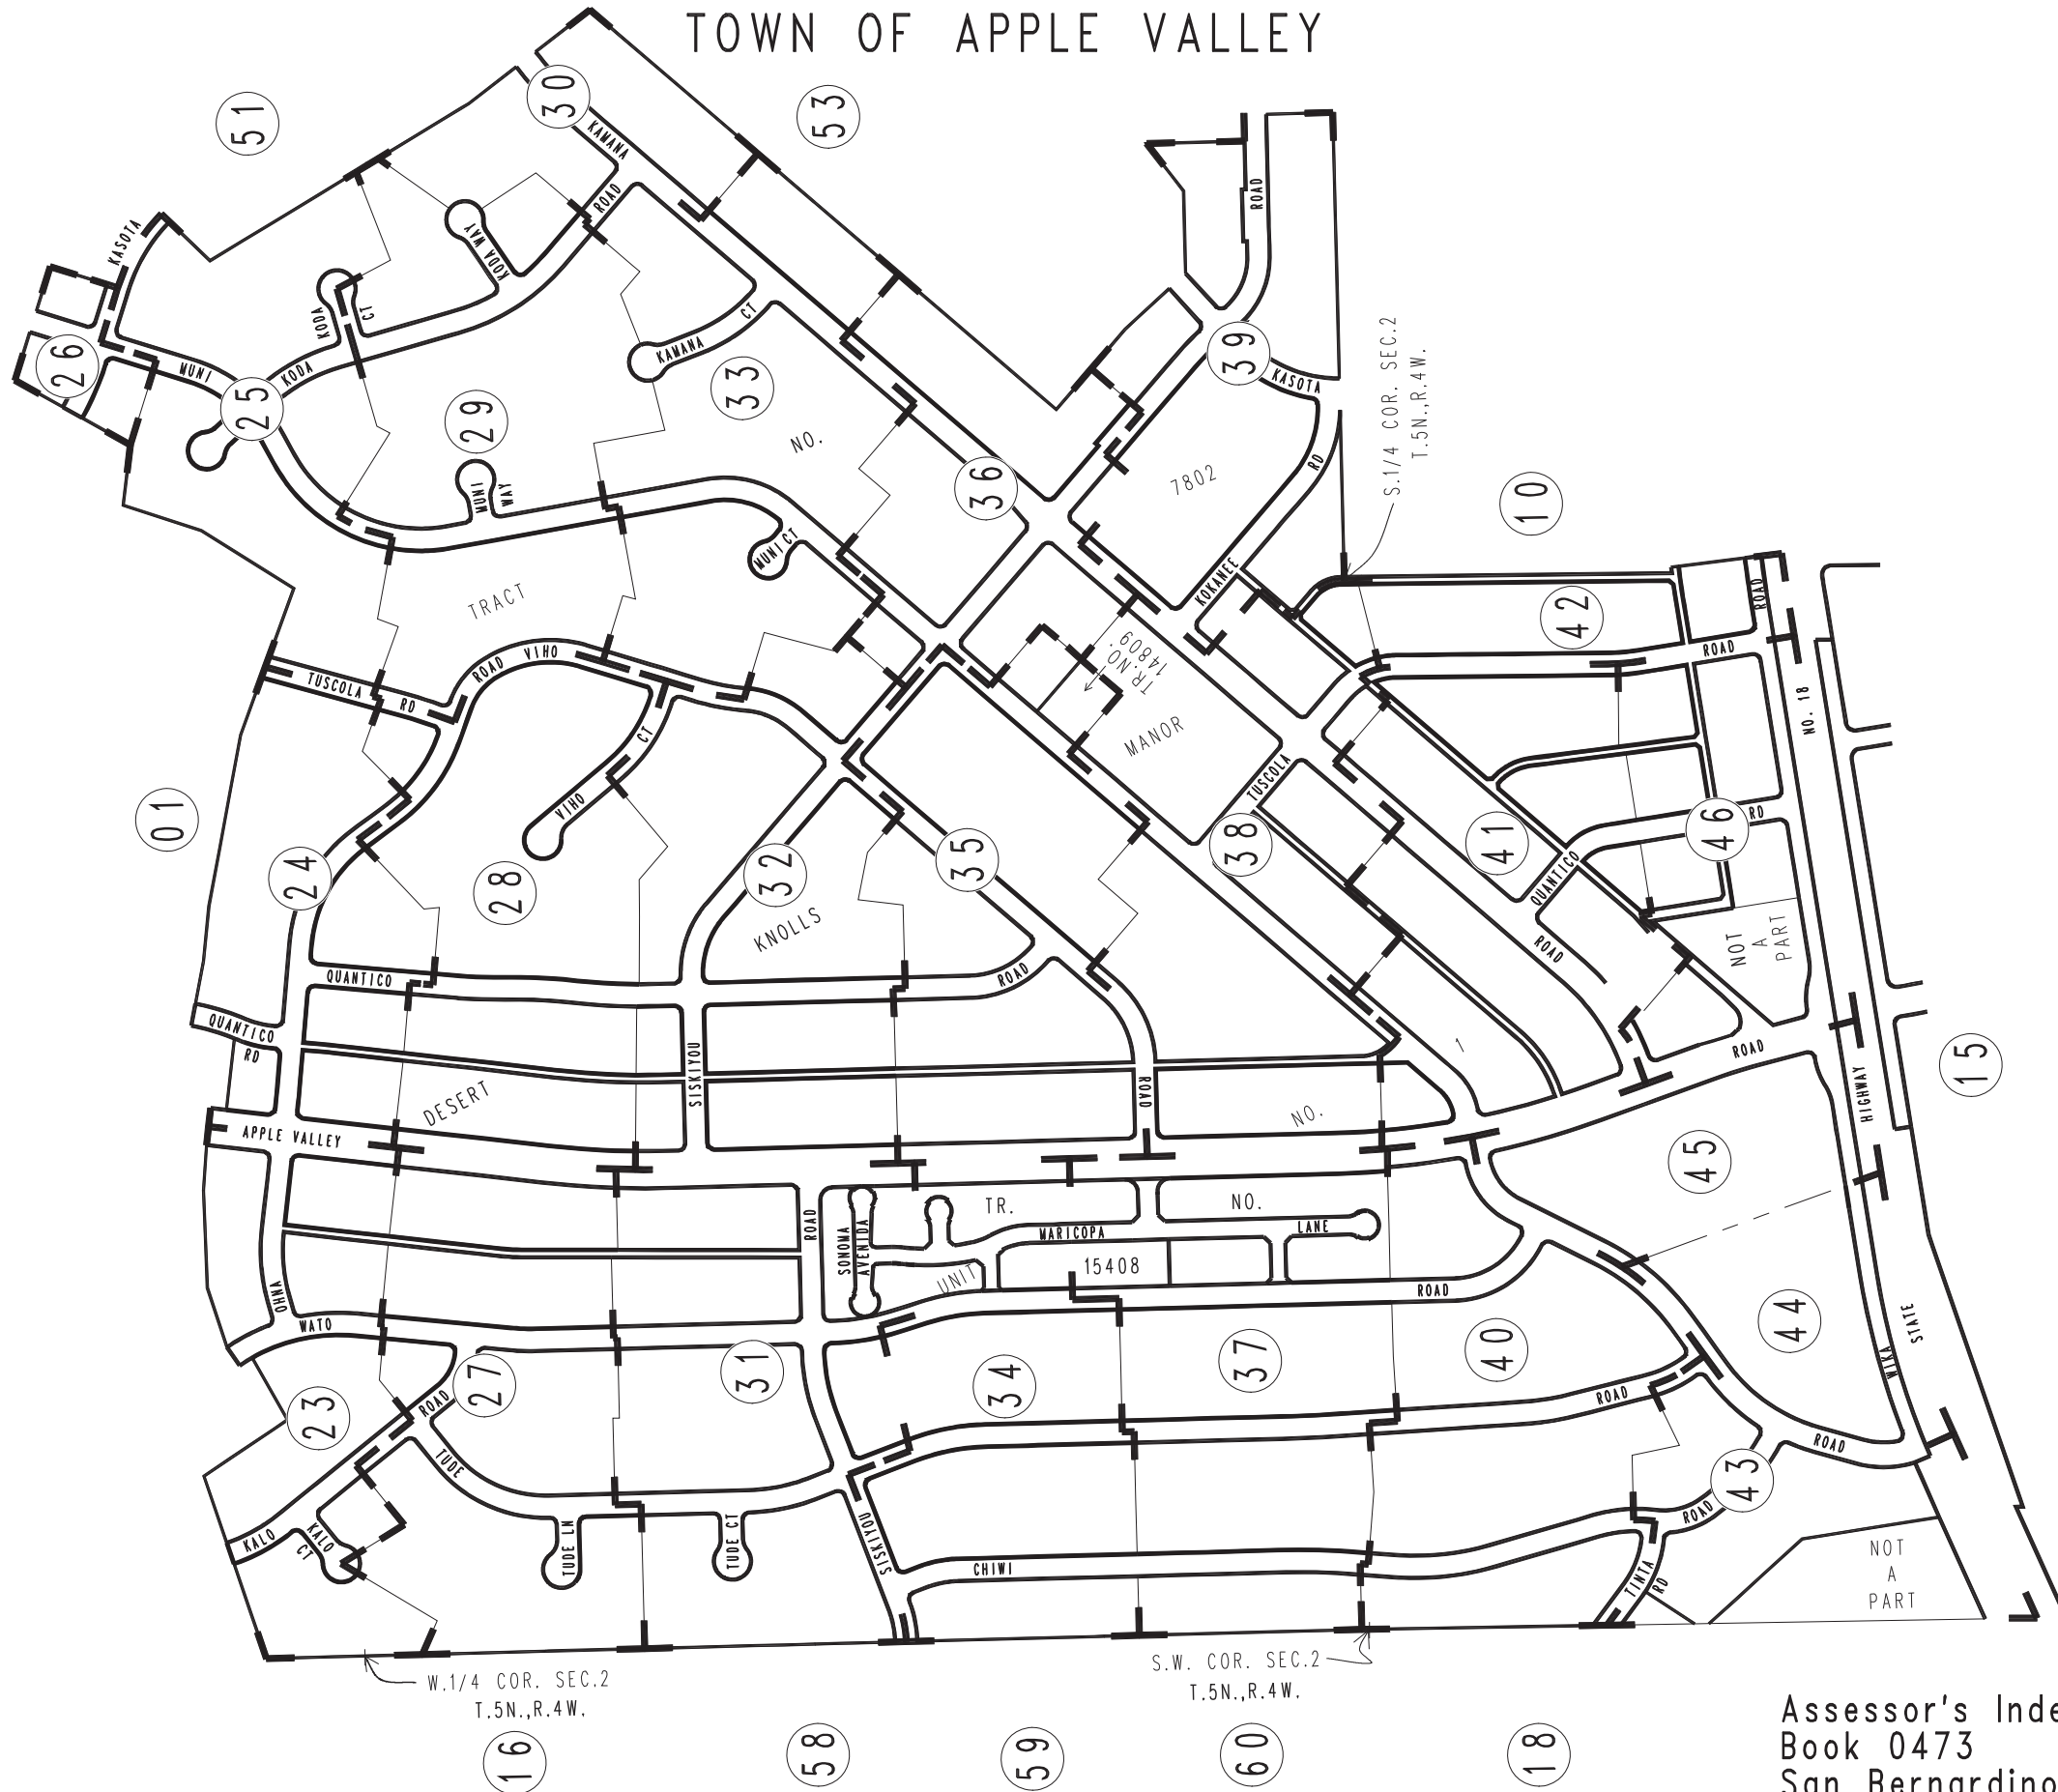 TOWN OF APPLE VALLEY
51
30
53
KAMANA
ROAD
ROAD
KASOTA
KODA WAY
KODA
CT
CT
KAMANA
26
MUNI
KODA
25
29
33
39
KASOTA
S.1/4 COR. SEC.2
T.5N.,R.4W.
NO.
MUNI
WAY
36
7802
RD
10
MUNI CT
KOKANEE
TRACT
42
ROAD
ROAD
VIHO
ROAD
TUSCOLA
RD
TR.NO.
14809
CT
MANOR
NO. 18
TUSCOLA
VIHO
01
24
28
32
35
38
41
46
RD
QUANTICO
KNOLLS
QUANTICO
ROAD
ROAD
NOT
A
PART
QUANTICO
RD
SISKIYOU
ROAD
1
ROAD
15
DESERT
NO.
HIGHWAY
APPLE VALLEY
45
ROAD
SONOMA
AVENIDA
TR.
NO.
MARICOPA
LANE
UNIT
15408
ROAD
OHNA
WATO
44
STATE
WIKA
27
31
34
37
40
23
ROAD
ROAD
ROAD
TUDE
43
KALO
KALO
CT
TUDE LN
TUDE CT
SISKIYOU
ROAD
CHIWI
TINTA
RD
NOT
A
PART
W.1/4 COR. SEC.2
T.5N.,R.4W.
S.W. COR. SEC.2
T.5N.,R.4W.
16
58
59
60
18
Assessor's Inde
Book 0473
San Bernardino